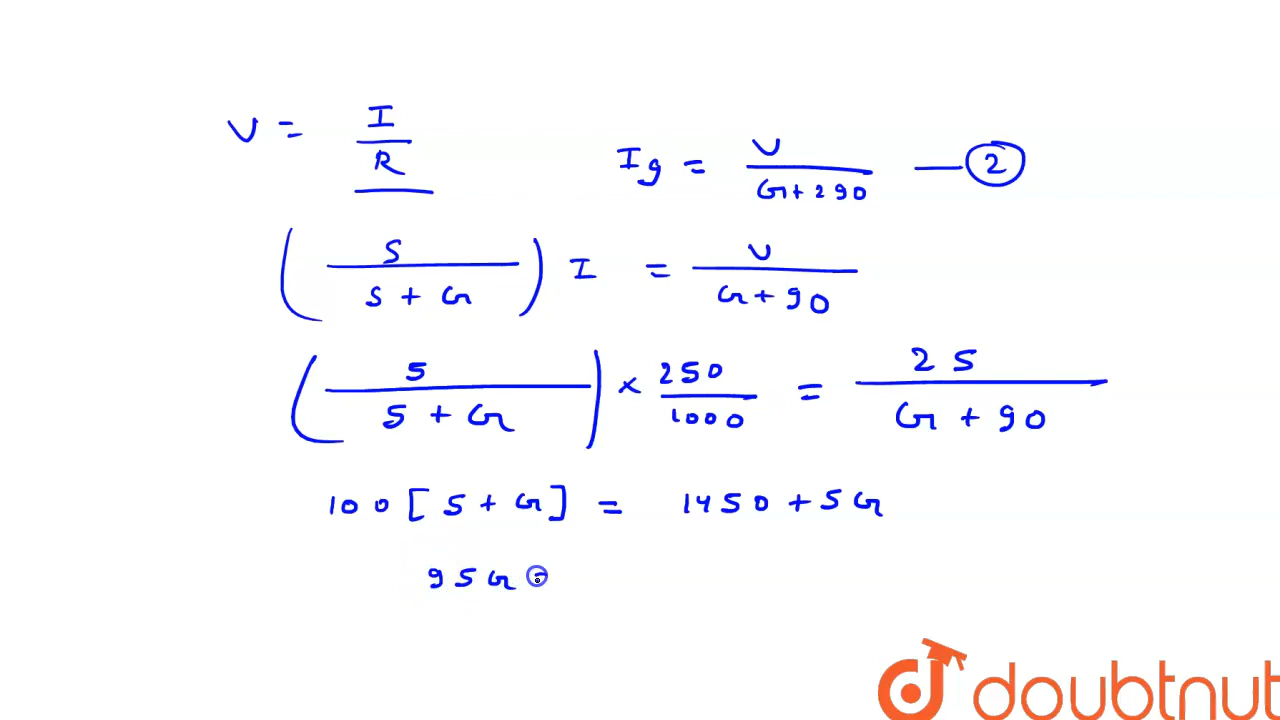 V = I/R
Ig = V/(G+290) — 2
(S/(S + G)) I = V/(G+90)
(5/(5 + G)) × 250/1000 = 25/(G + 90)
100 [5 + G] = 1450 + 5G
95G =
doubtnut